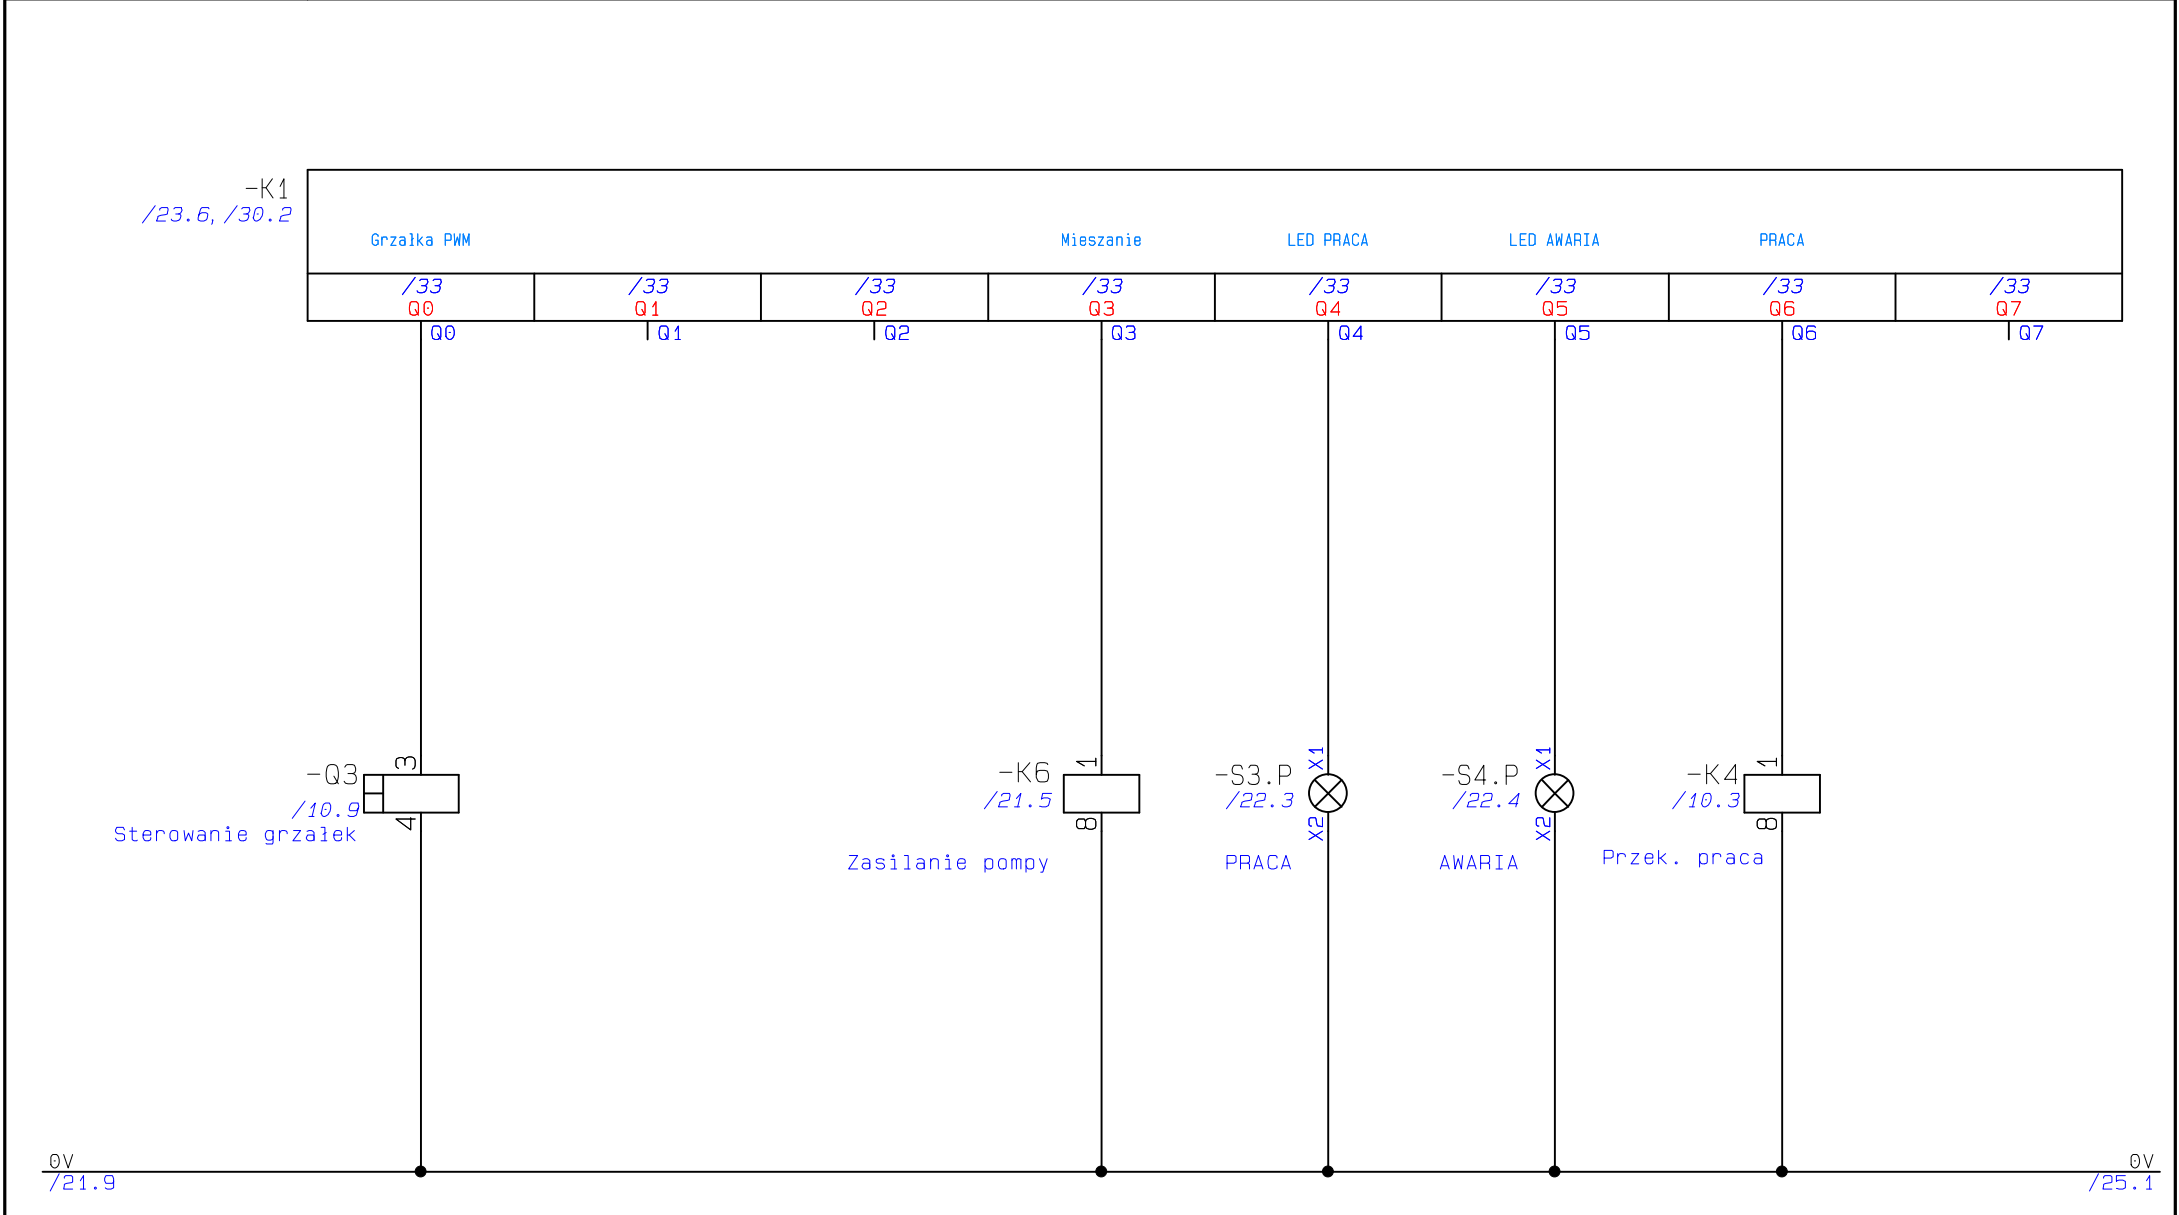 -K1
/23.6, /30.2
Grzałka PWM Mieszanie LED PRACA LED AWARIA PRACA
/33 /33 /33 /33 /33 /33 /33 /33
Q0 Q1 Q2 Q3 Q4 Q5 Q6 Q7
Q0 Q1 Q2 Q3 Q4 Q5 Q6 Q7
-Q3 3
/10.9
4
Sterowanie grzałek
-K6 1
/21.5
8
Zasilanie pompy
-S3.P X1
/22.3
X2
PRACA
-S4.P X1
/22.4
X2
AWARIA
-K4 1
/10.3
8
Przek. praca
0V 0V
/21.9 /25.1